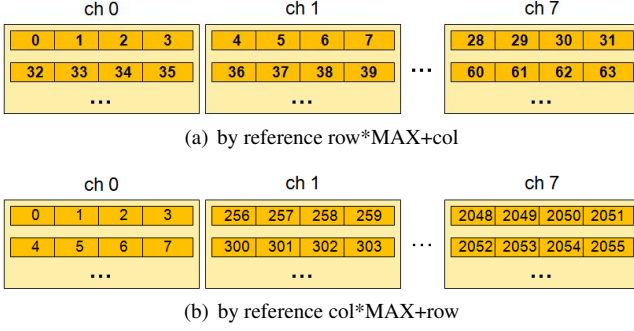 ch 0 ch 1 ch 7
0 1 2 3 4 5 6 7 28 29 30 31
32 33 34 35 36 37 38 39 ... 60 61 62 63
... ... ...
(a) by reference row*MAX+col
ch 0 ch 1 ch 7
0 1 2 3 256 257 258 259 2048 2049 2050 2051
4 5 6 7 300 301 302 303 ... 2052 2053 2054 2055
... ... ...
(b) by reference col*MAX+row